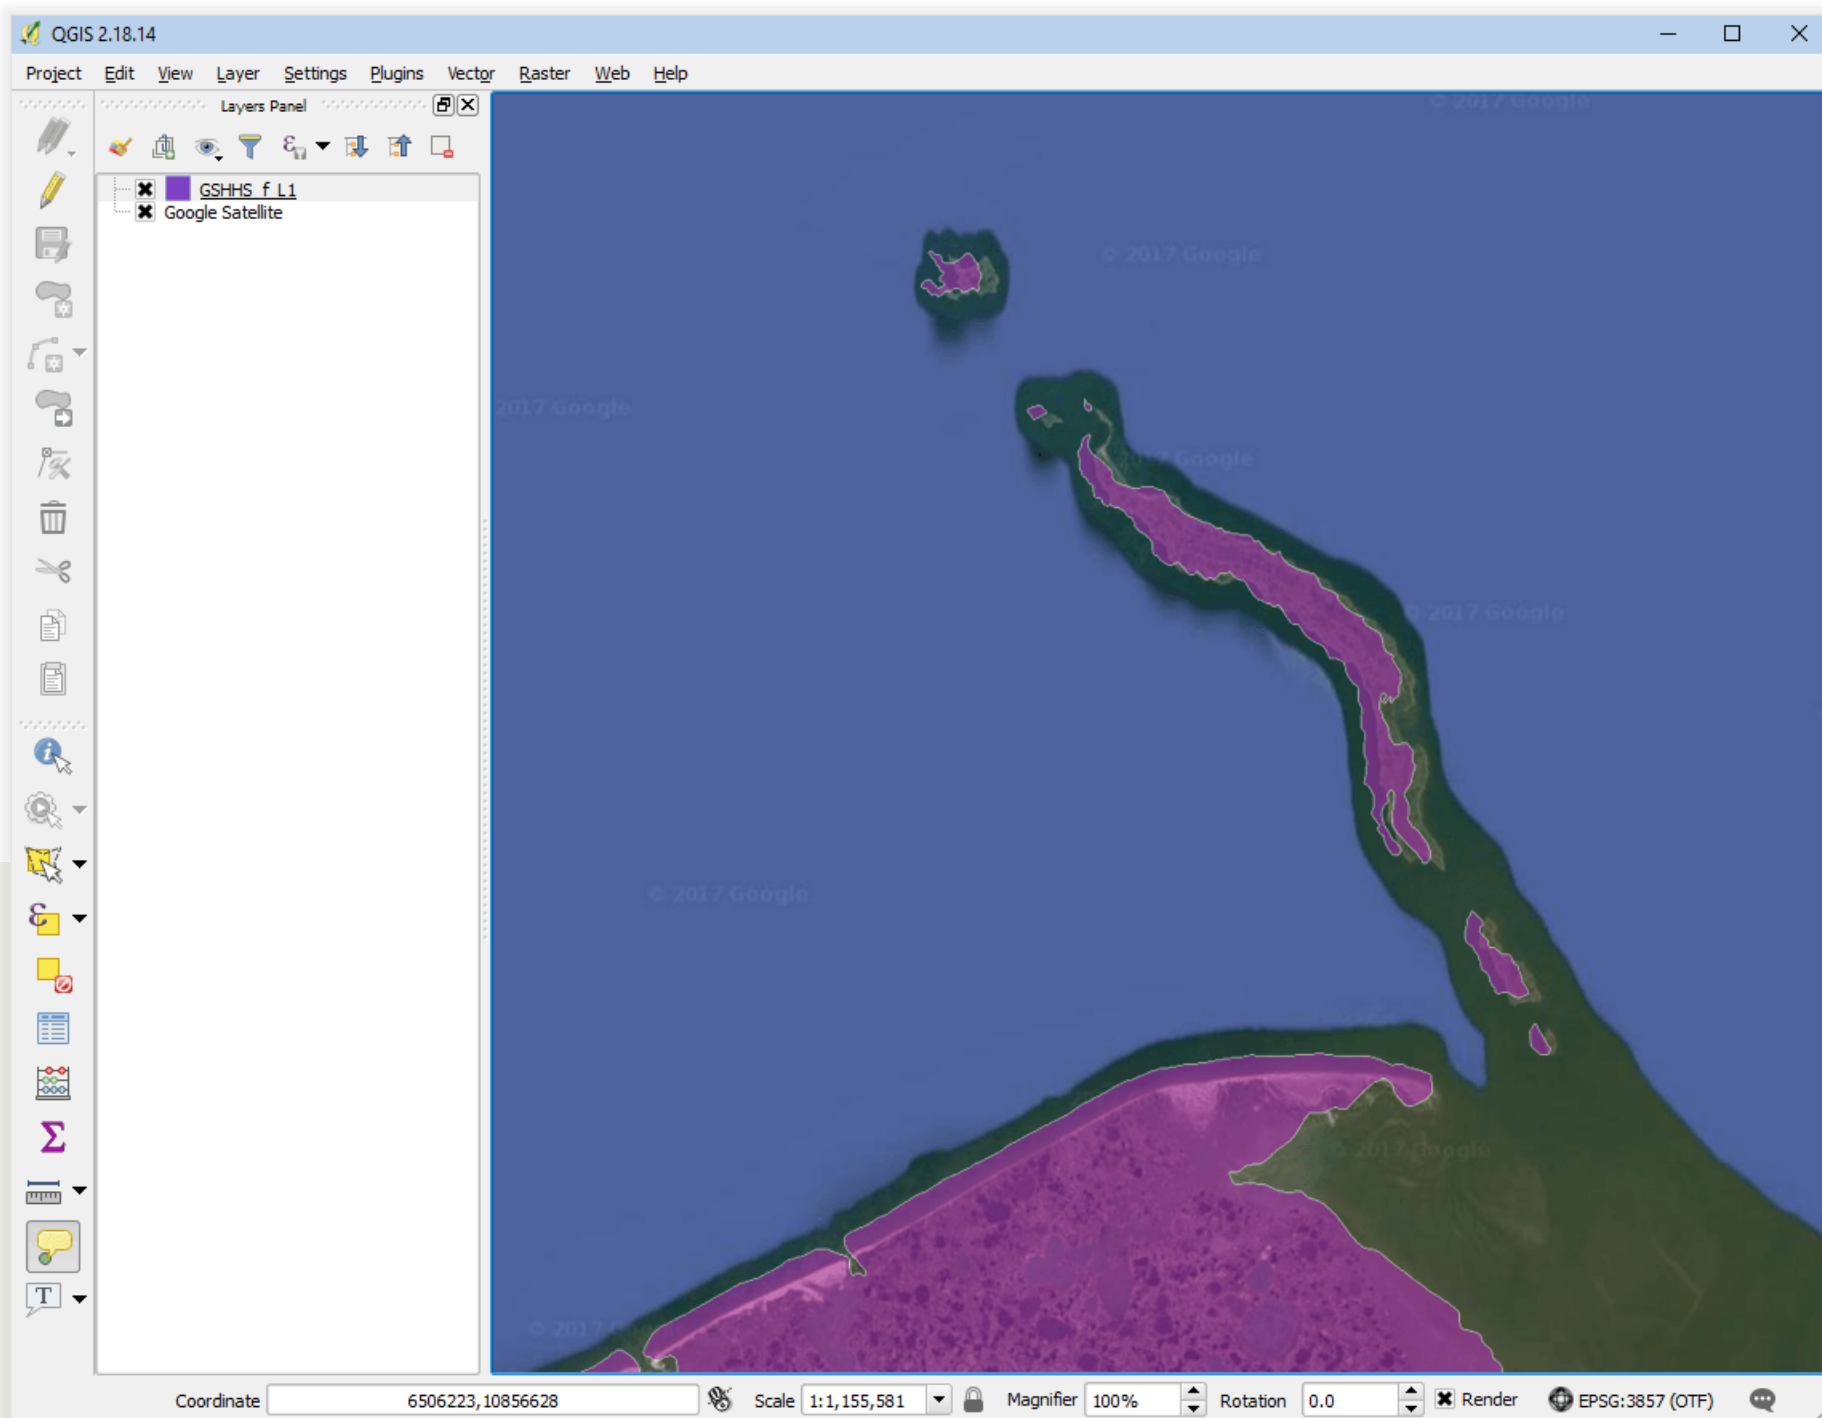 QGIS 2.18.14
Project Edit View Layer Settings Plugins Vector Raster Web Help
Layers Panel
GSHHS_f_L1
Google Satellite
© 2017 Google
© 2017 Google
2017 Google
2017 Google
© 2017 Google
© 2017 Google
© 2017 Google
© 2017
T
Coordinate 6506223,10856628 Scale 1:1,155,581 Magnifier 100% Rotation 0.0 Render EPSG:3857 (OTF)